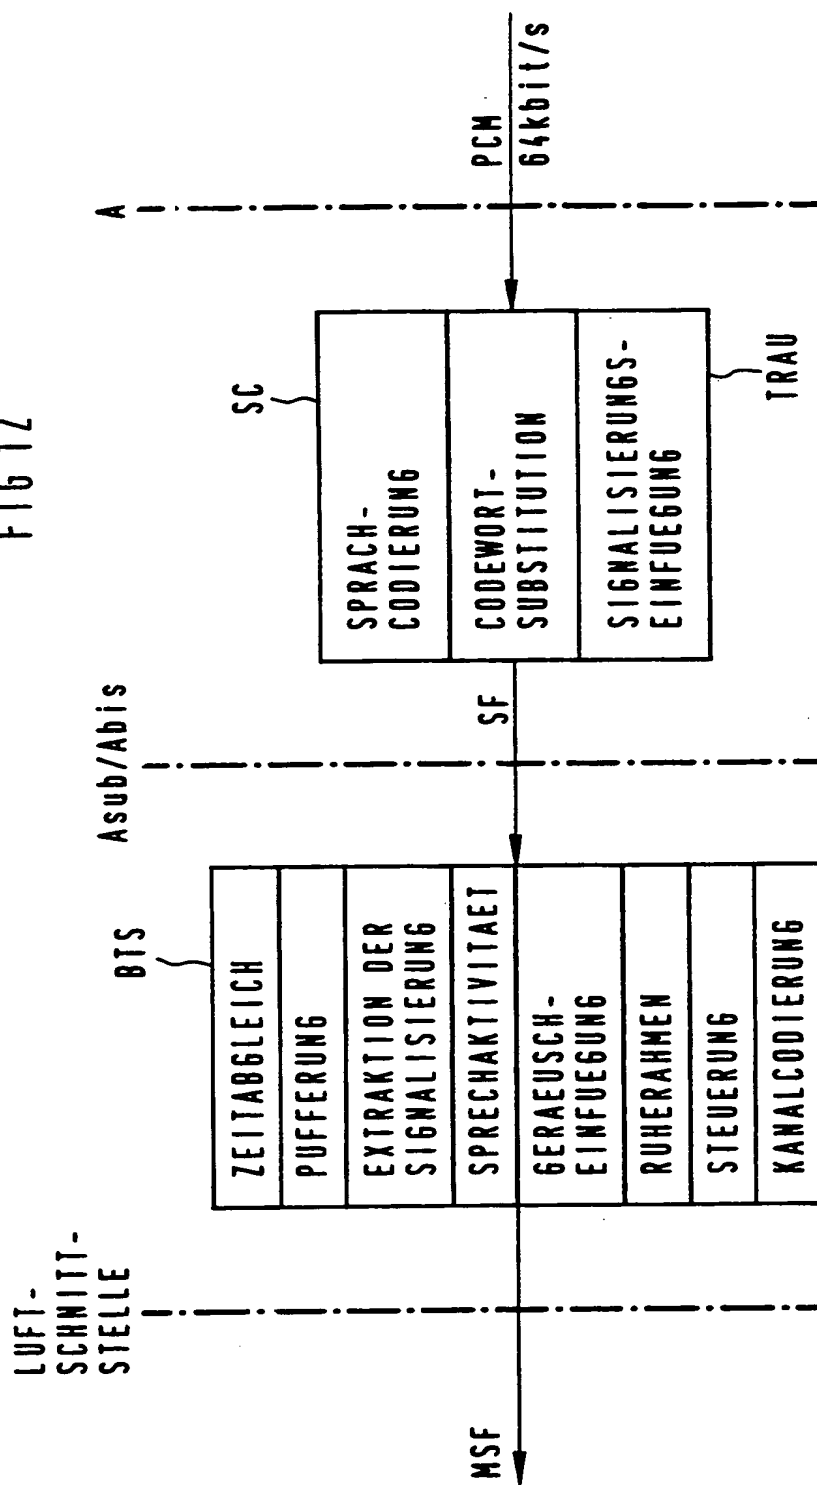 FIG 12
LUFT-
SCHNITT-
STELLE
Asub/Abis
A
BTS
SC
MSF
ZEITABGLEICH
PUFFERUNG
EXTRAKTION DER
SIGNALISIERUNG
SPRECHAKTIVITAET
GERAEUSCH-
EINFUEGUNG
RUHERAHMEN
STEUERUNG
KANALCODIERUNG
SF
SPRACH-
CODIERUNG
CODEWORT-
SUBSTITUTION
SIGNALISIERUNGS-
EINFUEGUNG
PCM
64kbit/s
TRAU